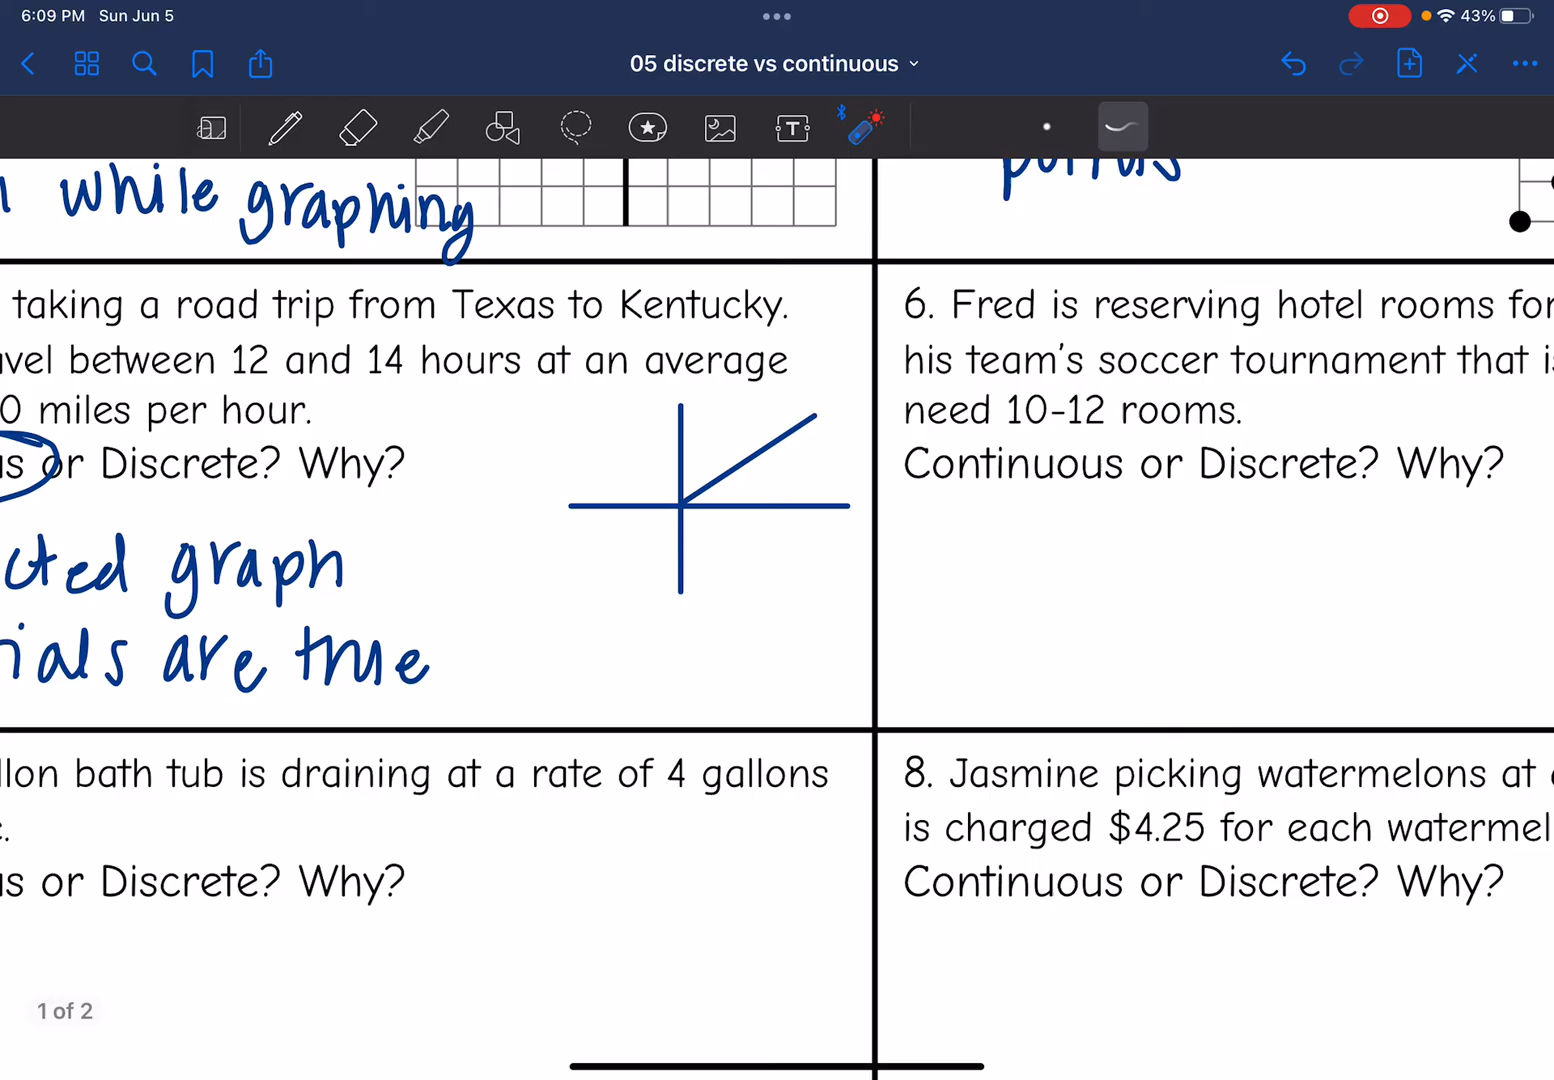 6:09 PM Sun Jun 5
43%
05 discrete vs continuous
while graphing
taking a road trip from Texas to Kentucky.
vel between 12 and 14 hours at an average
0 miles per hour.
us or Discrete? Why?
cted graph
ials are true
6. Fred is reserving hotel rooms for
his team's soccer tournament that i
need 10-12 rooms.
Continuous or Discrete? Why?
llon bath tub is draining at a rate of 4 gallons
us or Discrete? Why?
8. Jasmine picking watermelons at
is charged $4.25 for each watermel
Continuous or Discrete? Why?
1 of 2